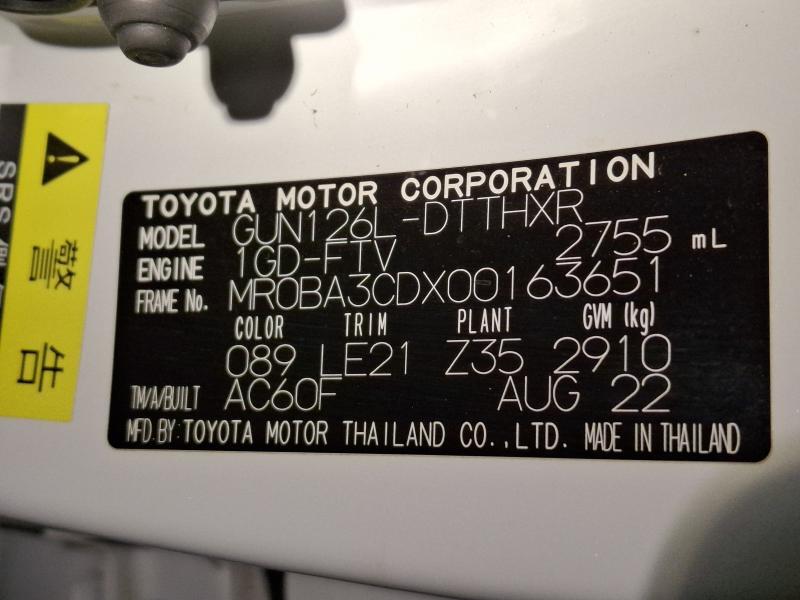 TOYOTA MOTOR CORPORATION
MODEL GUN126L-DTTHXR
ENGINE 1GD-FTV 2755 mL
FRAME No. MR0BA3CDX00163651
COLOR TRIM PLANT GVM (kg)
089 LE21 Z35 2910
TM/A/BUILT AC60F AUG 22
MFD.BY:TOYOTA MOTOR THAILAND CO.,LTD. MADE IN THAILAND
警告
SRS